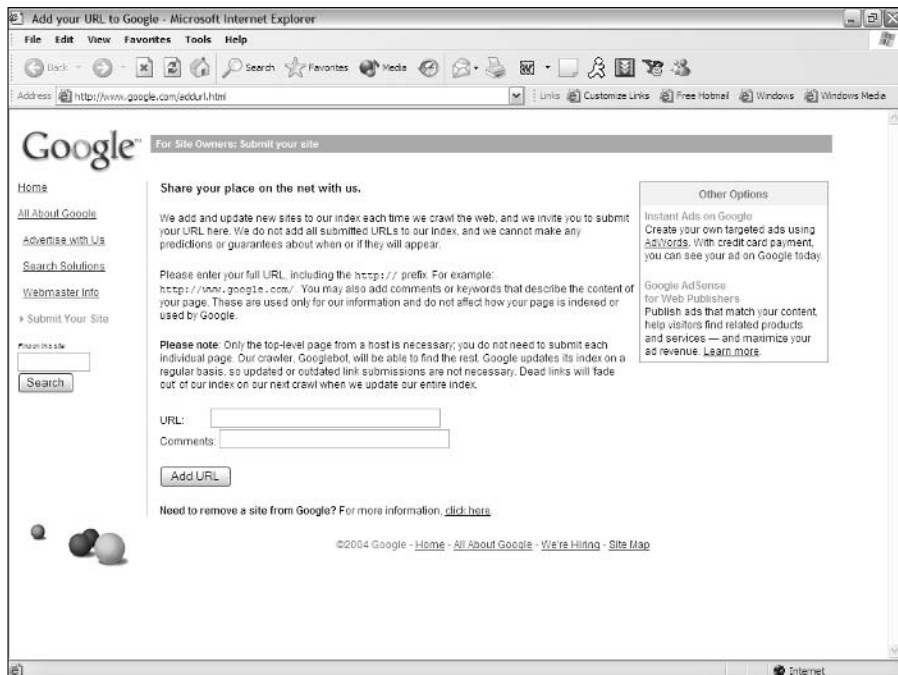 Add your URL to Google - Microsoft Internet Explorer
File Edit View Favorites Tools Help
Back Search Favorites Media
Address http://www.google.com/addurl.html Links Customize Links Free Hotmail Windows Windows Media
Google™
For Site Owners: Submit your site
Home
All About Google
Advertise with Us
Search Solutions
Webmaster Info
Submit Your Site
Find on this site
Search
Share your place on the net with us.
We add and update new sites to our index each time we crawl the web, and we invite you to submit
your URL here. We do not add all submitted URLs to our index, and we cannot make any
predictions or guarantees about when or if they will appear.
Please enter your full URL, including the http:// prefix. For example:
http://www.google.com/. You may also add comments or keywords that describe the content of
your page. These are used only for our information and do not affect how your page is indexed or
used by Google.
Please note: Only the top-level page from a host is necessary; you do not need to submit each
individual page. Our crawler, Googlebot, will be able to find the rest. Google updates its index on a
regular basis, so updated or outdated link submissions are not necessary. Dead links will 'fade
out' of our index on our next crawl when we update our entire index.
URL:
Comments:
Add URL
Need to remove a site from Google? For more information, click here.
Other Options
Instant Ads on Google
Create your own targeted ads using
AdWords. With credit card payment,
you can see your ad on Google today.
Google AdSense
for Web Publishers
Publish ads that match your content,
help visitors find related products
and services — and maximize your
ad revenue. Learn more.
©2004 Google - Home - All About Google - We're Hiring - Site Map
Internet